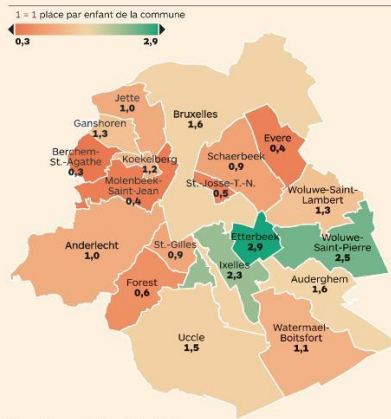 1 = 1 place par enfant de la commune
0,3 2,9
Jette
1,0
Ganshoren
1,3
Bruxelles
1,6
Evere
0,4
Berchem-
St.-Agathe
0,3
Koekelberg
1,2
Schaerbeek
0,9
Molenbeek-
Saint-Jean
0,4
St.-Josse-T.-N.
0,5
Woluwe-Saint-
Lambert
1,3
Anderlecht
1,0
St.-Gilles
0,9
Etterbeek
2,9
Woluwe-
Saint-Pierre
2,5
Ixelles
2,3
Forest
0,6
Auderghem
1,6
Uccle
1,5
Watermael-
Boitsfort
1,1